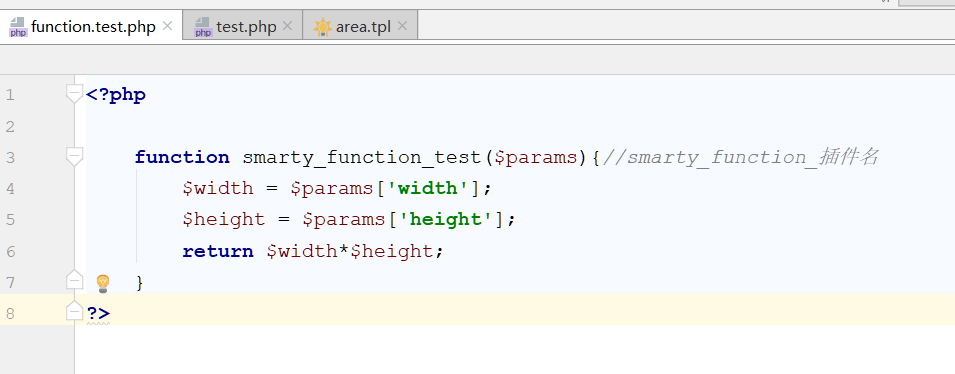 function.test.php
test.php
area.tpl
1 <?php
2
3 function smarty_function_test($params){//smarty_function_插件名
4 $width = $params['width'];
5 $height = $params['height'];
6 return $width*$height;
7 }
8 ?>